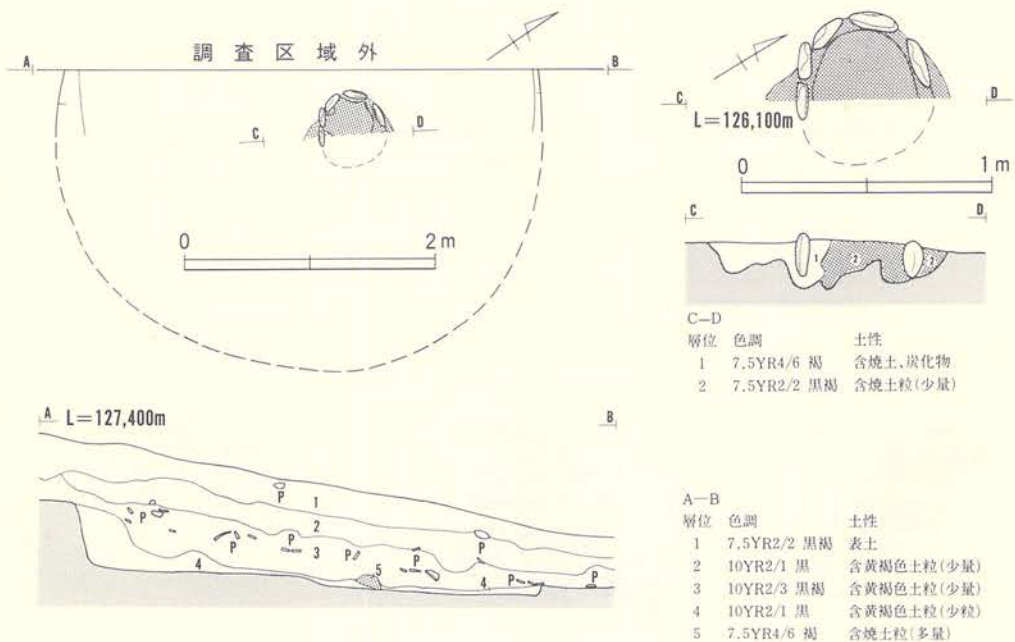 調査区域外
A B
C D
0 2m
C D
L=126,100m
0 1m
C D
1 2 2
C-D
層位 色調 土性
1 7.5YR4/6 褐 含焼土、炭化物
2 7.5YR2/2 黒褐 含焼土粒(少量)
A L=127,400m B
P 1
2
P P P
P 3 P P
4 5 4 P P
A-B
層位 色調 土性
1 7.5YR2/2 黒褐 表土
2 10YR2/1 黒 含黄褐色土粒(少量)
3 10YR2/3 黒褐 含黄褐色土粒(少量)
4 10YR2/1 黒 含黄褐色土粒(少粒)
5 7.5YR4/6 褐 含焼土粒(多量)